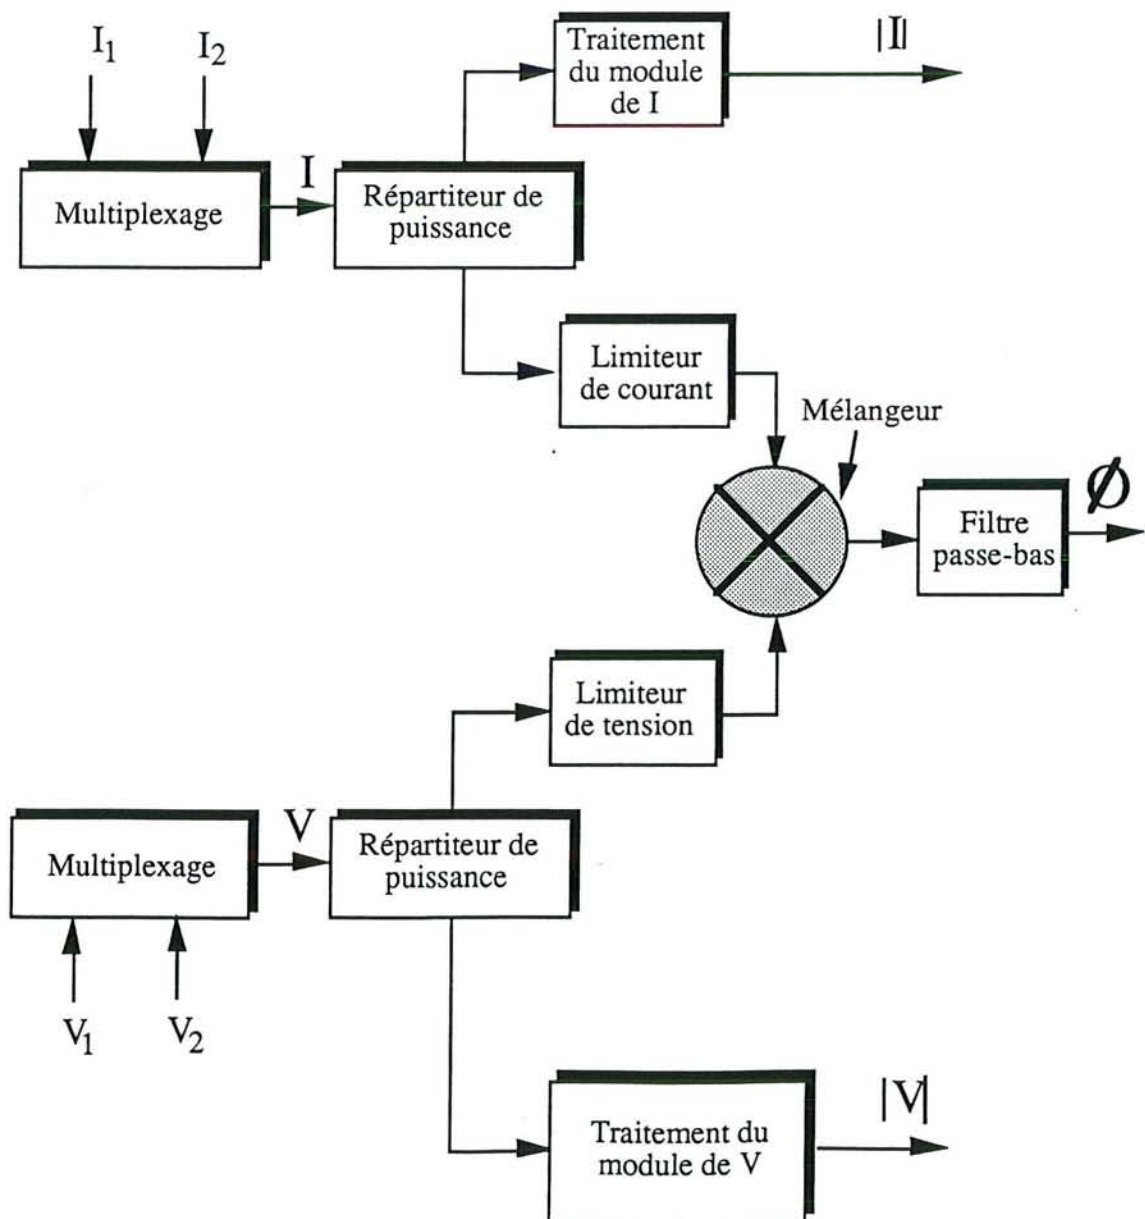 I1
I2
Traitement
du module
de I
|I|
Multiplexage
I
Répartiteur de
puissance
Limiteur
de courant
Mélangeur
Filtre
passe-bas
Ø
Limiteur
de tension
Multiplexage
V
Répartiteur de
puissance
V1
V2
Traitement du
module de V
|V|